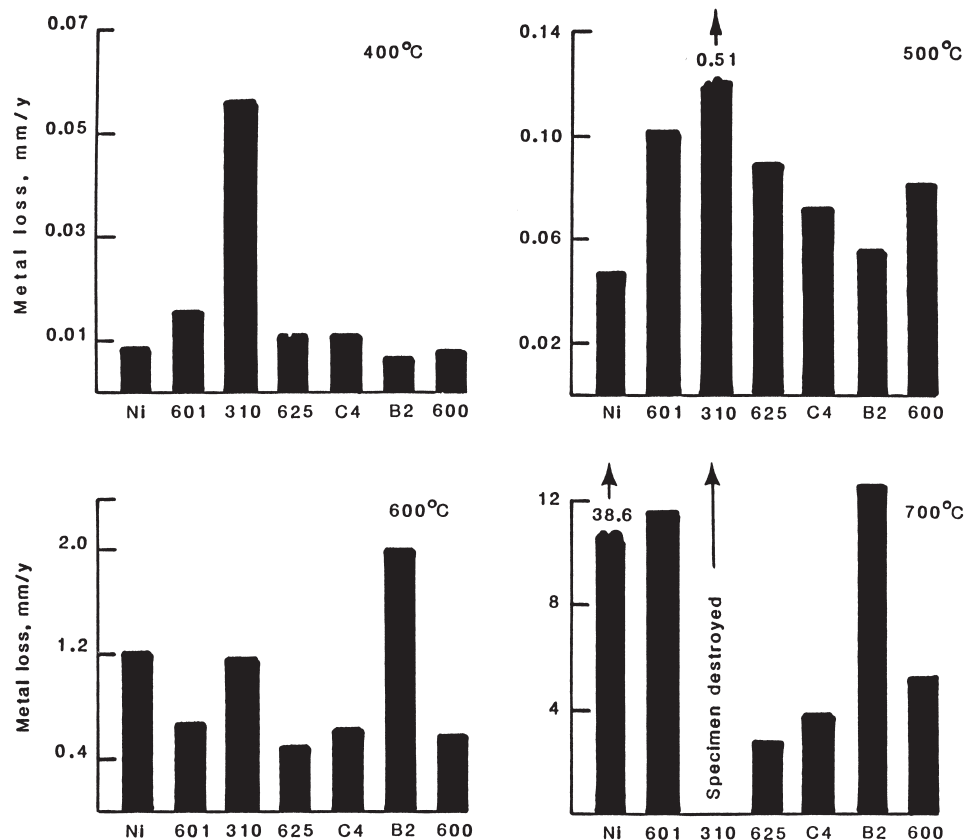 0.07
400°C
0.05
0.03
0.01
Metal loss, mm/y
Ni 601 310 625 C4 B2 600
0.14
500°C
0.51
0.10
0.06
0.02
Ni 601 310 625 C4 B2 600
600°C
2.0
1.2
0.4
Metal loss, mm/y
Ni 601 310 625 C4 B2 600
12
700°C
38.6
8
4
Specimen destroyed
Ni 601 310 625 C4 B2 600